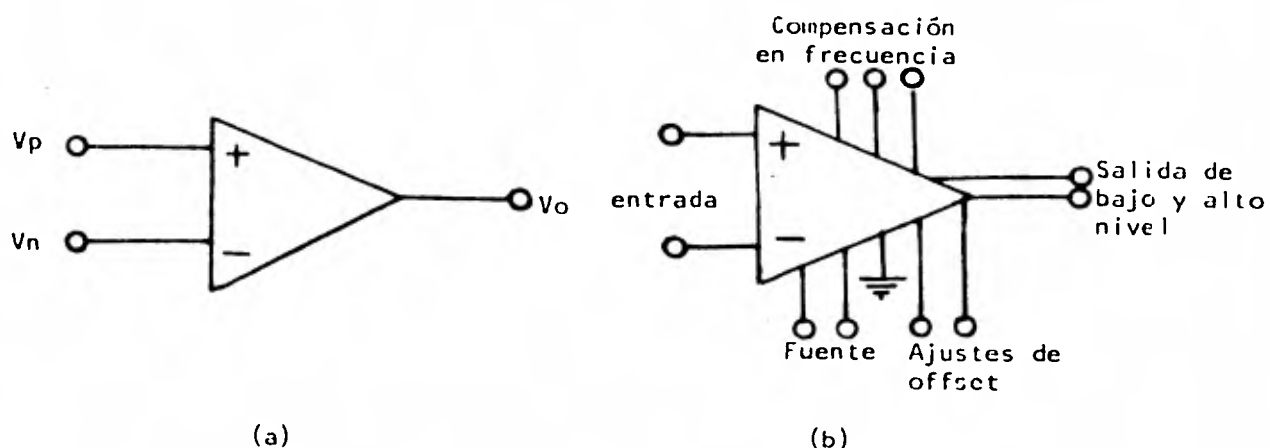 Vp
+
Vn
-
Vo
(a)
Compensación
en frecuencia
+
entrada
-
Salida de
bajo y alto
nivel
Fuente
Ajustes de
offset
(b)